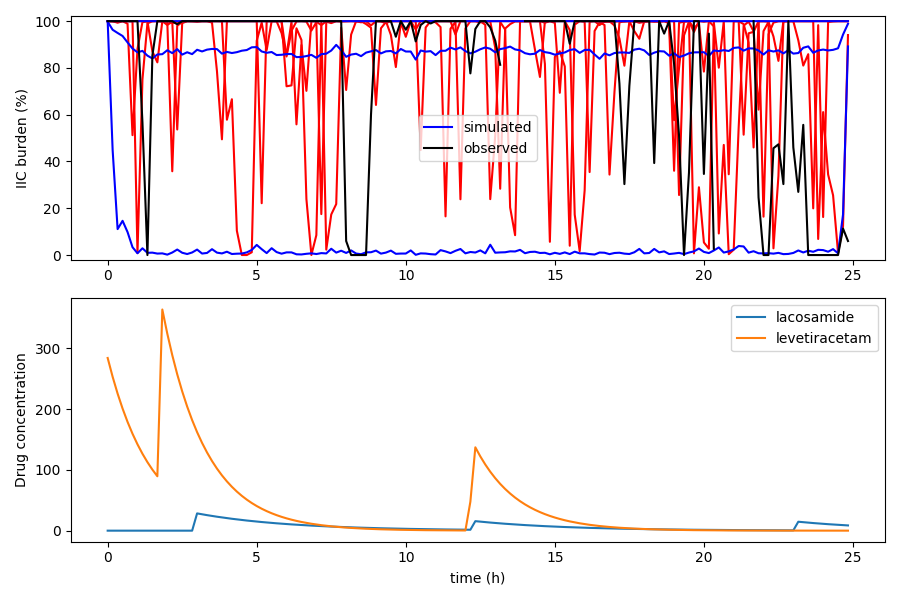 100
80
60
40
20
0
IIC burden (%)
simulated
observed
0 5 10 15 20 25
300
200
100
0
Drug concentration
lacosamide
levetiracetam
0 5 10 15 20 25
time (h)